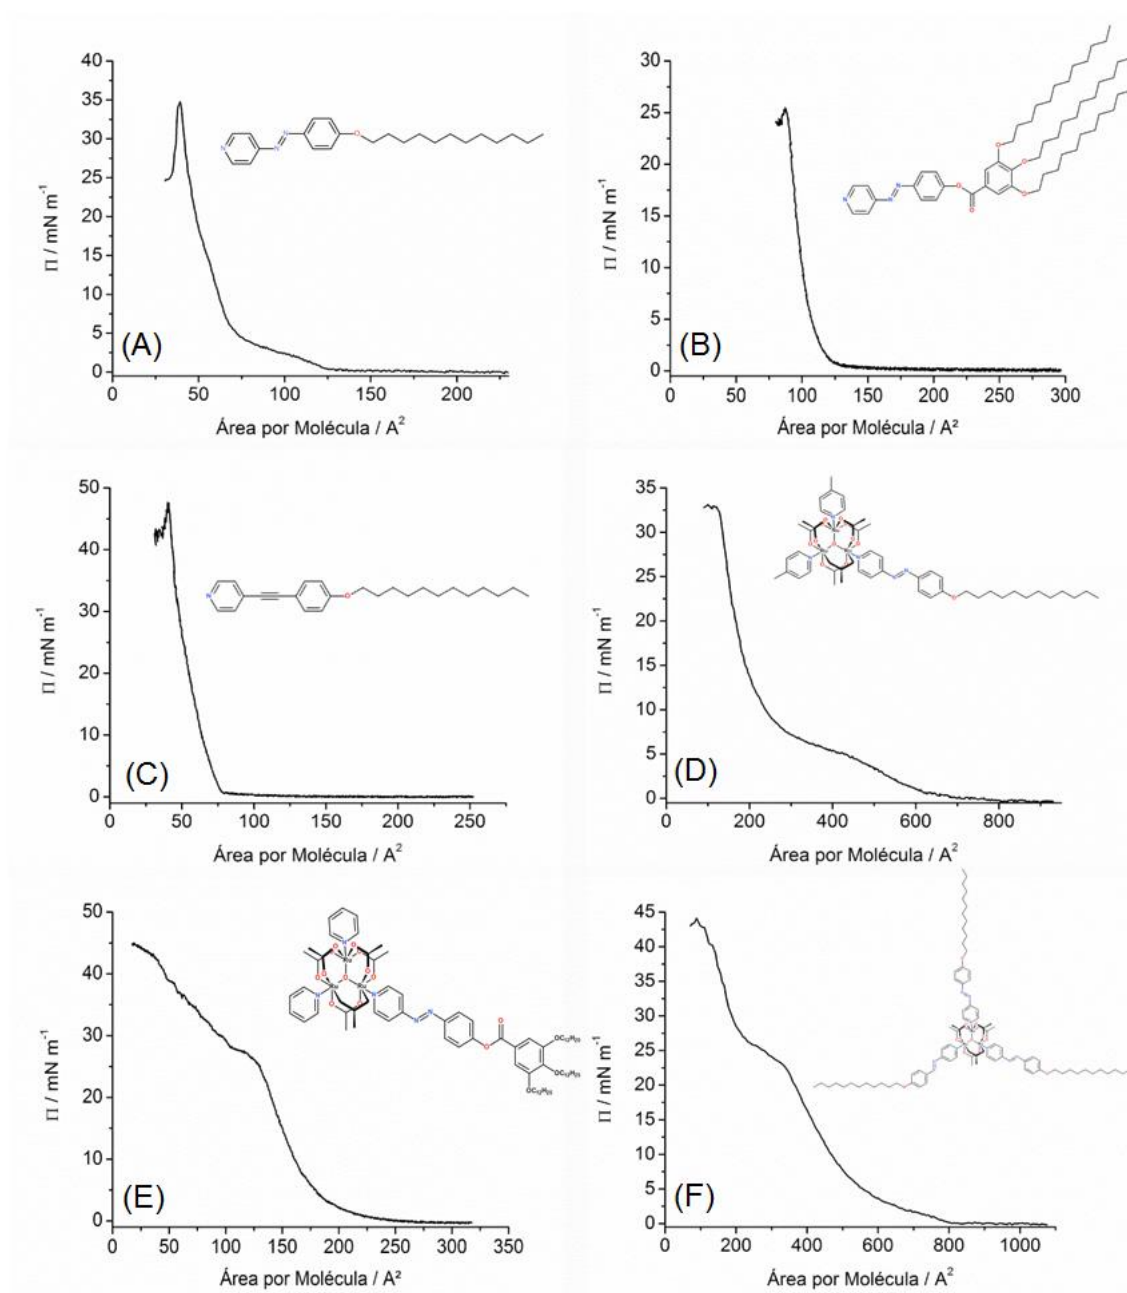 40
35
30
25
20
15
10
5
0
Π / mN m⁻¹
(A)
0 50 100 150 200
Área por Molécula / A²
N
N
N
O
30
25
20
15
10
5
0
Π / mN m⁻¹
(B)
0 50 100 150 200 250 300
Área por Molécula / A²
N
N
N
O
O
O
O
O
50
40
30
20
10
0
Π / mN m⁻¹
(C)
0 50 100 150 200 250
Área por Molécula / A²
N
O
35
30
25
20
15
10
5
0
Π / mN m⁻¹
(D)
0 200 400 600 800
Área por Molécula / A²
50
40
30
20
10
0
Π / mN m⁻¹
(E)
0 50 100 150 200 250 300 350
Área por Molécula / A²
Ru
Ru Ru
N
N
O
O
OC₁₂H₂₅
OC₁₂H₂₅
OC₁₂H₂₅
45
40
35
30
25
20
15
10
5
0
Π / mN m⁻¹
(F)
0 200 400 600 800 1000
Área por Molécula / A²